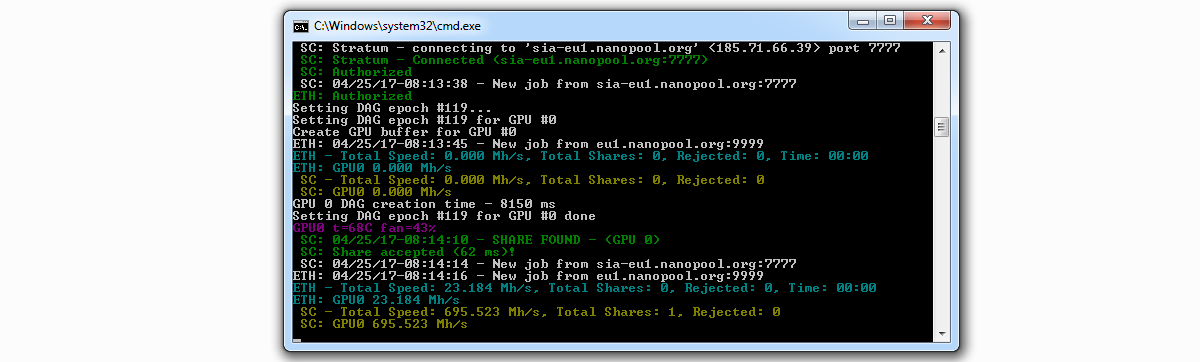 C:\Windows\system32\cmd.exe
SC: Stratum - connecting to 'sia-eu1.nanopool.org' <185.71.66.39> port 7777
SC: Stratum - Connected (sia-eu1.nanopool.org:7777)
SC: Authorized
SC: 04/25/17-08:13:38 - New job from sia-eu1.nanopool.org:7777
ETH: Authorized
Setting DAG epoch #119...
Setting DAG epoch #119 for GPU #0
Create GPU buffer for GPU #0
ETH: 04/25/17-08:13:45 - New job from eu1.nanopool.org:9999
ETH - Total Speed: 0.000 Mh/s, Total Shares: 0, Rejected: 0, Time: 00:00
ETH: GPU0 0.000 Mh/s
SC - Total Speed: 0.000 Mh/s, Total Shares: 0, Rejected: 0
SC: GPU0 0.000 Mh/s
GPU 0 DAG creation time - 8150 ms
Setting DAG epoch #119 for GPU #0 done
GPU0 t=68C fan=43%
SC: 04/25/17-08:14:10 - SHARE FOUND - (GPU 0)
SC: Share accepted (62 ms)!
SC: 04/25/17-08:14:14 - New job from sia-eu1.nanopool.org:7777
ETH: 04/25/17-08:14:16 - New job from eu1.nanopool.org:9999
ETH - Total Speed: 23.184 Mh/s, Total Shares: 0, Rejected: 0, Time: 00:00
ETH: GPU0 23.184 Mh/s
SC - Total Speed: 695.523 Mh/s, Total Shares: 1, Rejected: 0
SC: GPU0 695.523 Mh/s